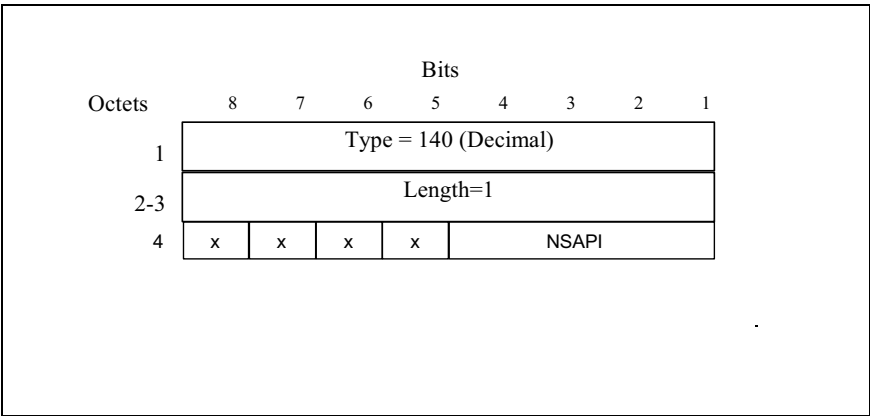 Bits
Octets 8 7 6 5 4 3 2 1
1 Type = 140 (Decimal)
2-3 Length=1
4 x x x x NSAPI
.